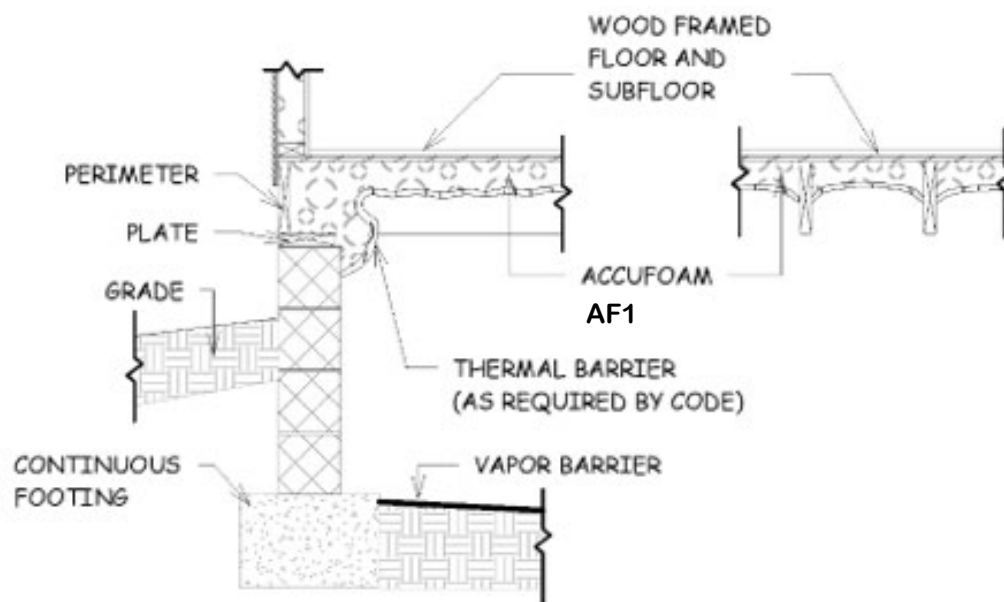 WOOD FRAMED
FLOOR AND
SUBFLOOR
PERIMETER
PLATE
GRADE
ACCUFOAM
AF1
THERMAL BARRIER
(AS REQUIRED BY CODE)
CONTINUOUS
FOOTING
VAPOR BARRIER